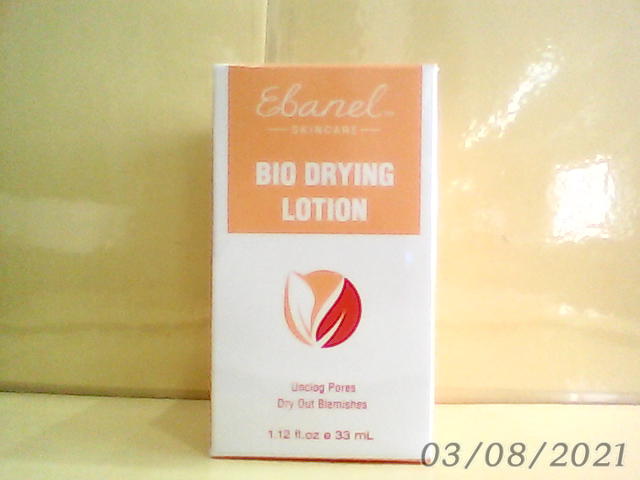 Ebanel
SKINCARE
BIO DRYING
LOTION
Unclog Pores
Dry Out Blemishes
1.12 fl.oz e 33 mL
03/08/2021